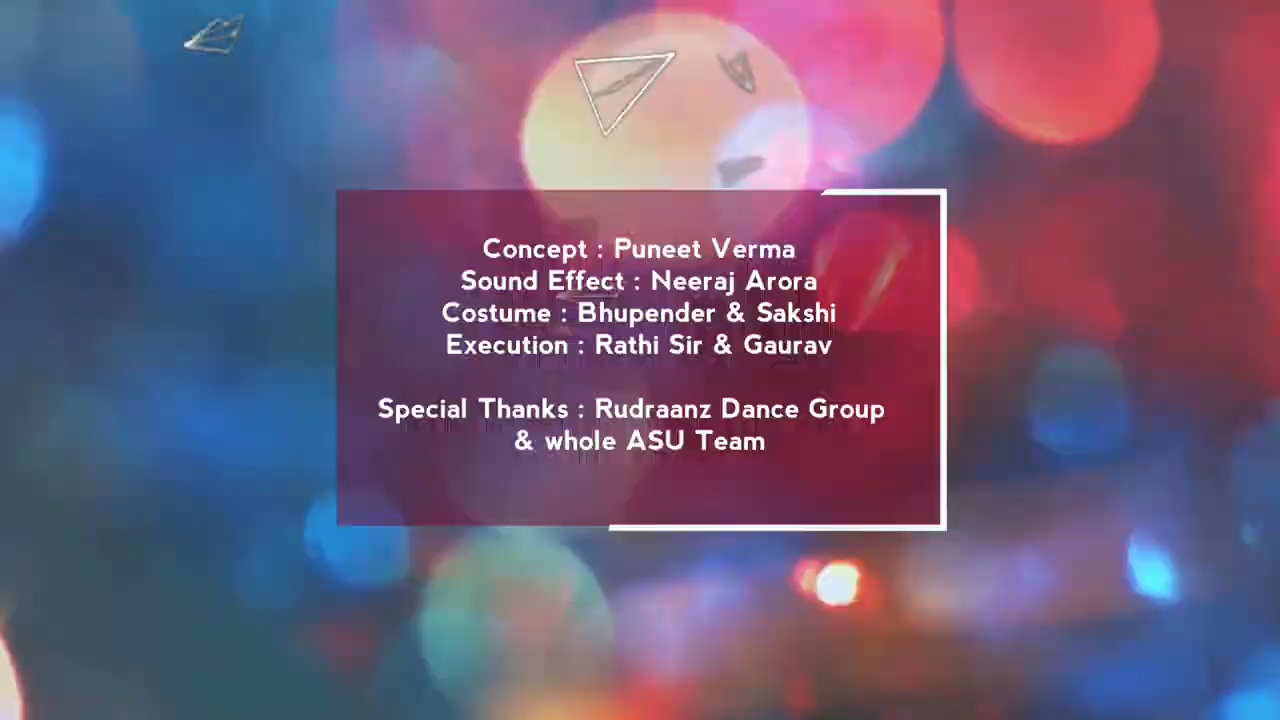 Concept : Puneet Verma
Sound Effect : Neeraj Arora
Costume : Bhupender & Sakshi
Execution : Rathi Sir & Gaurav
Special Thanks : Rudraanz Dance Group
& whole ASU Team